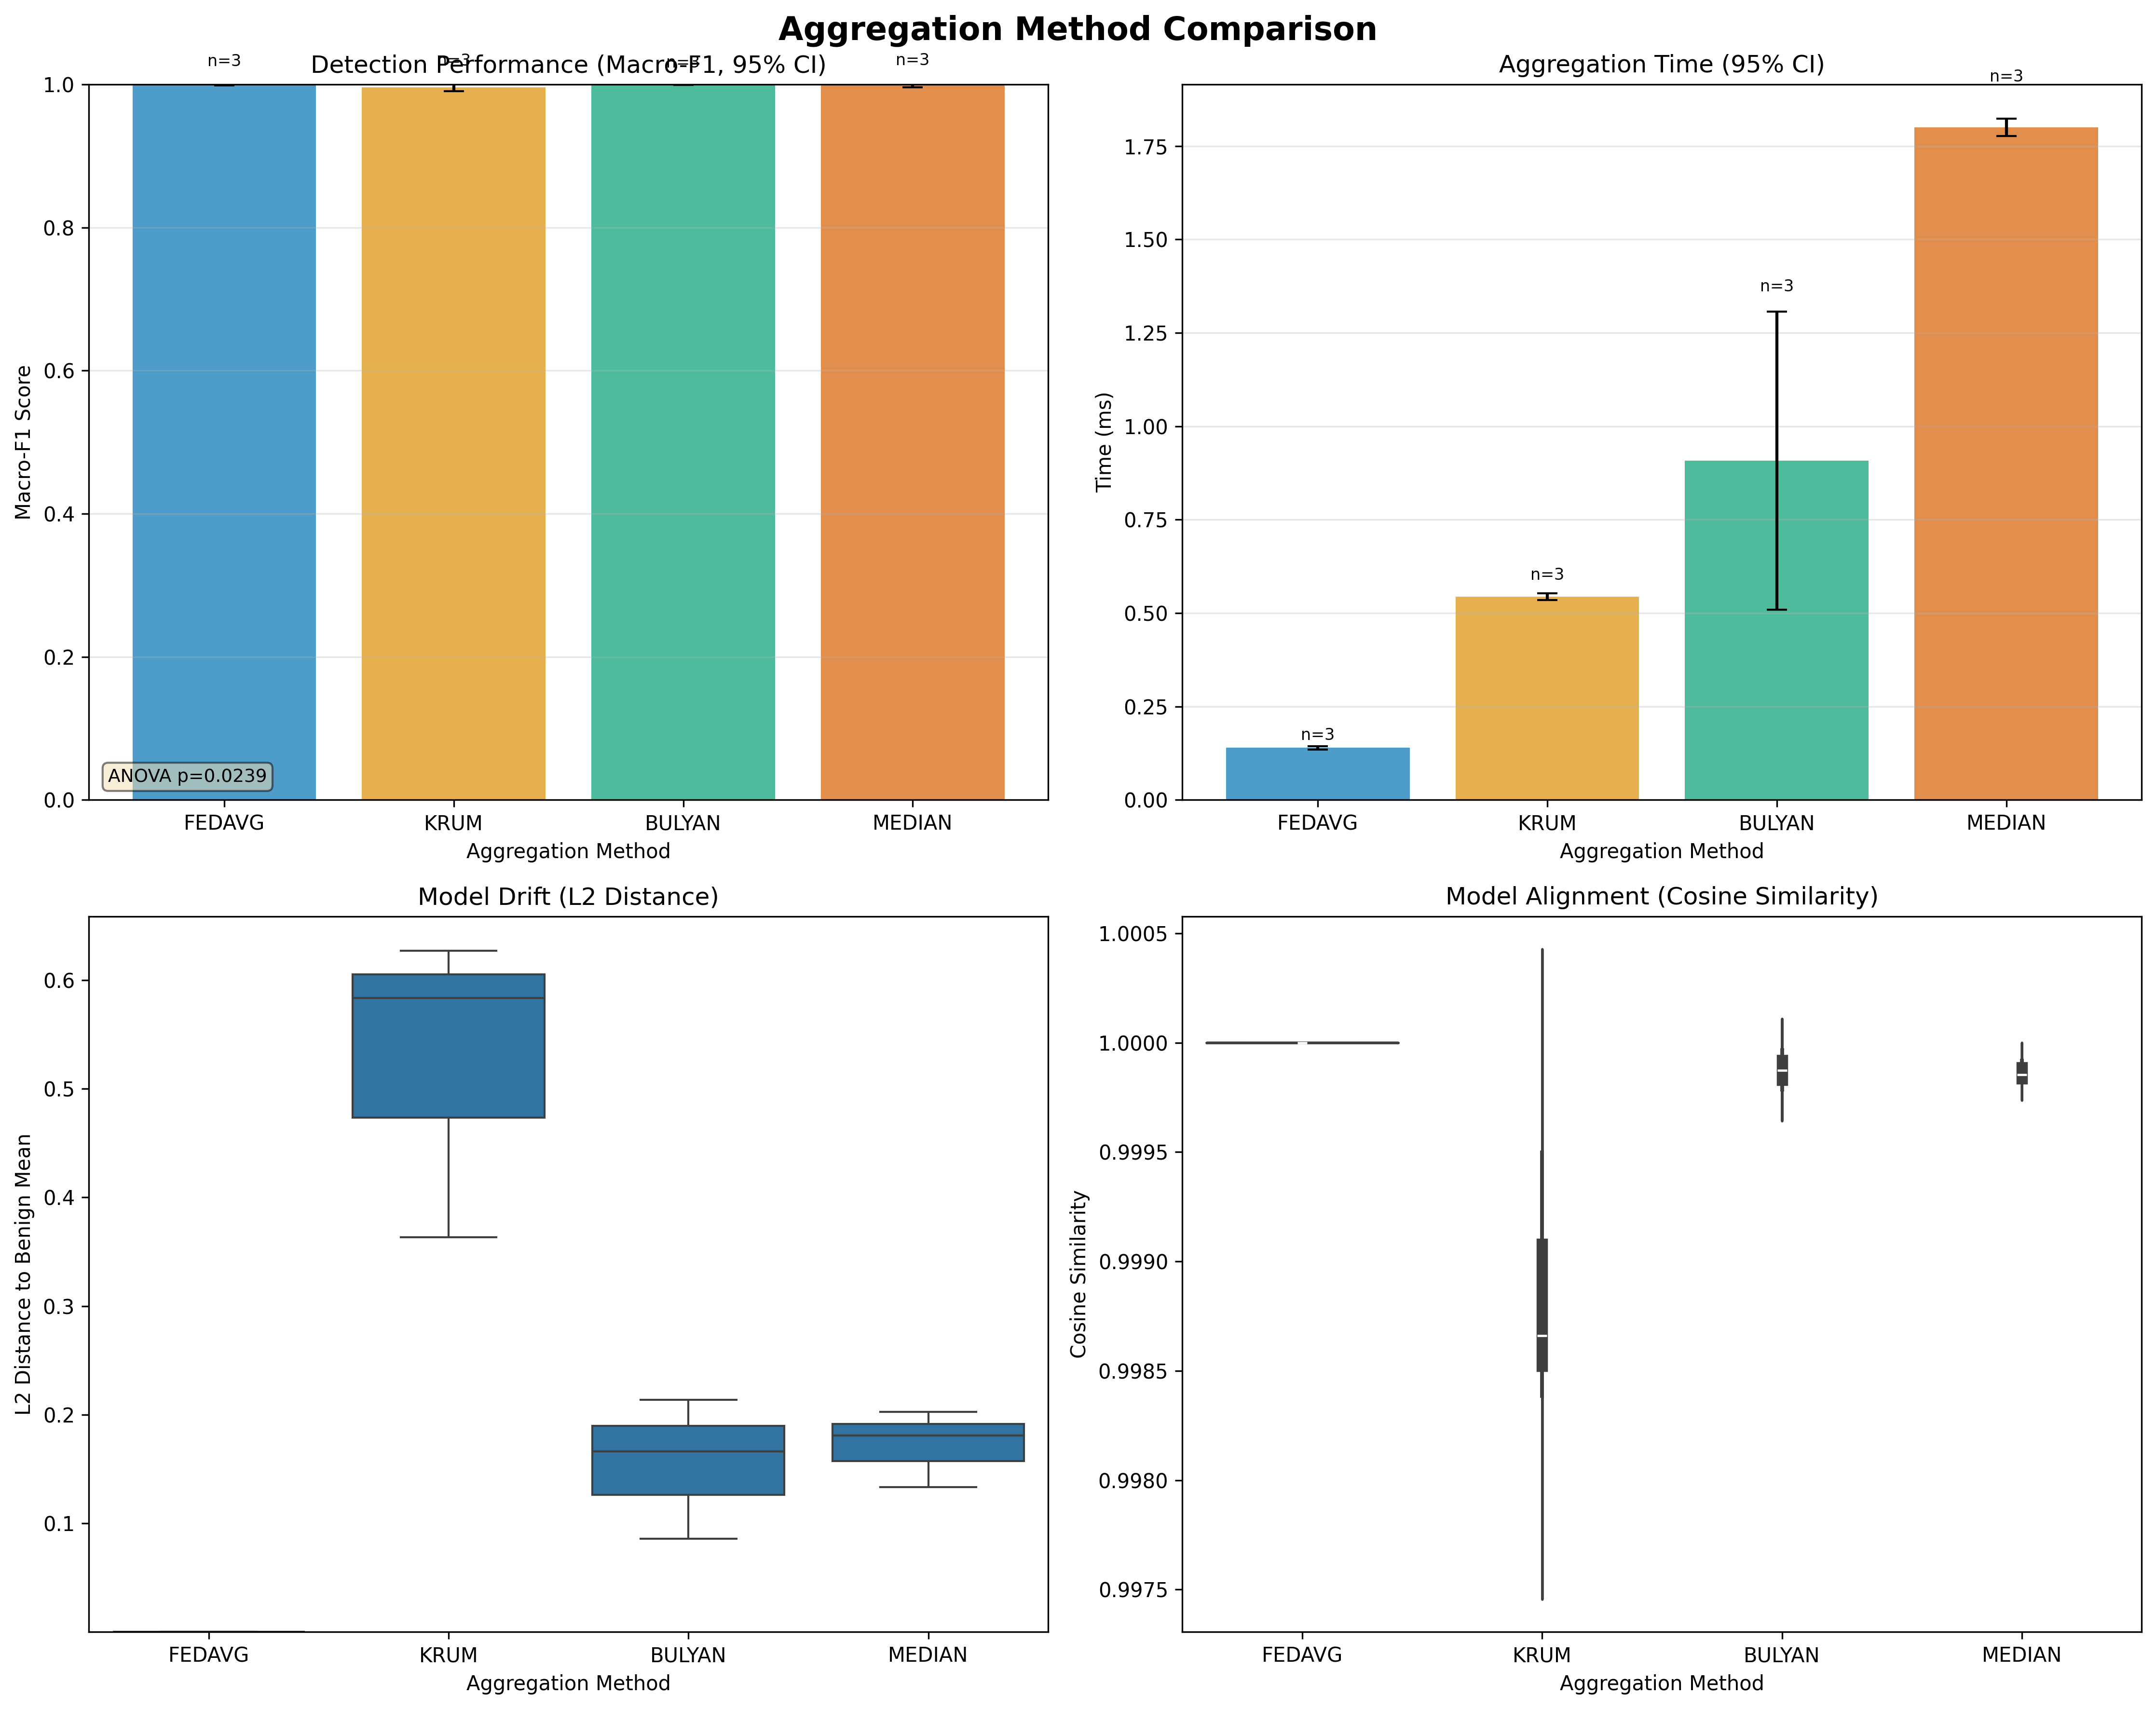 Aggregation Method Comparison
Detection Performance (Macro-F1, 95% CI)
n=3
n=3
n=3
n=3
1.0
0.8
0.6
0.4
0.2
0.0
Macro-F1 Score
ANOVA p=0.0239
FEDAVG
KRUM
BULYAN
MEDIAN
Aggregation Method
Aggregation Time (95% CI)
n=3
n=3
n=3
n=3
1.75
1.50
1.25
1.00
0.75
0.50
0.25
0.00
Time (ms)
FEDAVG
KRUM
BULYAN
MEDIAN
Aggregation Method
Model Drift (L2 Distance)
0.6
0.5
0.4
0.3
0.2
0.1
L2 Distance to Benign Mean
FEDAVG
KRUM
BULYAN
MEDIAN
Aggregation Method
Model Alignment (Cosine Similarity)
1.0005
1.0000
0.9995
0.9990
0.9985
0.9980
0.9975
Cosine Similarity
FEDAVG
KRUM
BULYAN
MEDIAN
Aggregation Method